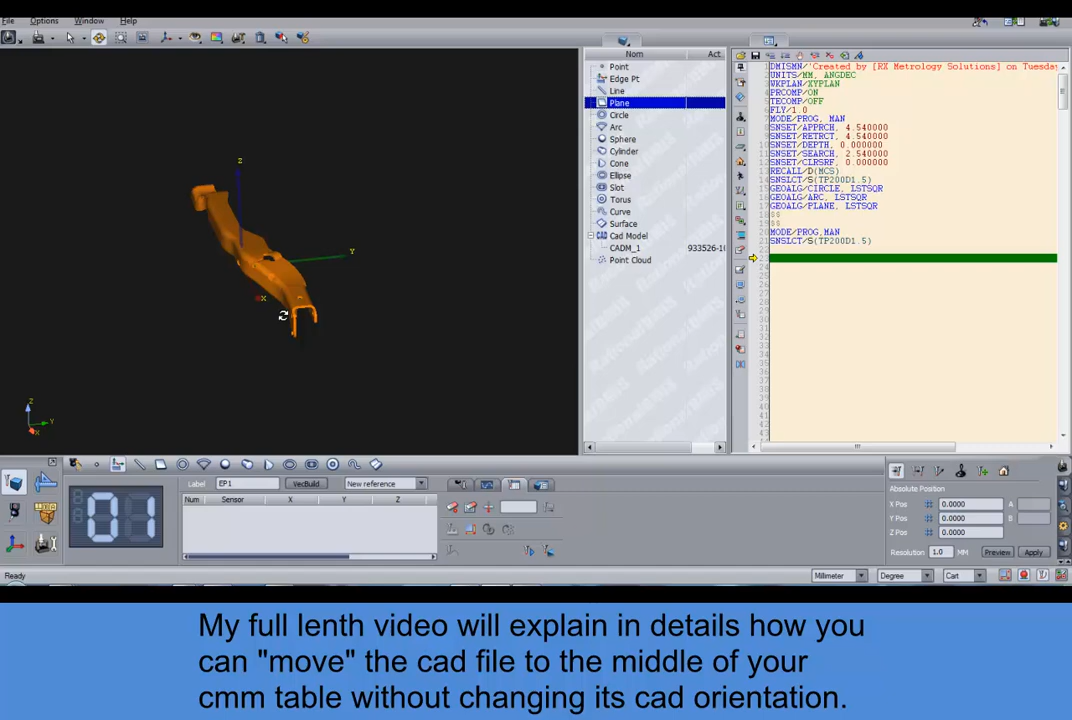 File Options Window Help
Nom Act
Point
Edge Pt
Line
Plane
Circle
Arc
Sphere
Cylinder
Cone
Ellipse
Slot
Torus
Curve
Surface
Cad Model
CADM_1 933526-10
Point Cloud
Z
Y
X
Z
Y
X
DMISMN/'Created by [RX Metrology Solutions] on Tuesday
UNITS/MM, ANGDEC
WKPLAN/XYPLAN
PRCOMP/ON
TECOMP/OFF
FLY/1.0
MODE/PROG, MAN
SNSET/APPRCH, 4.540000
SNSET/RETRCT, 4.540000
SNSET/DEPTH, 0.000000
SNSET/SEARCH, 2.540000
SNSET/CLRSRF, 0.000000
RECALL/D(MCS)
SNSLCT/S(TP200D1.5)
GEOALG/CIRCLE, LSTSQR
GEOALG/ARC, LSTSQR
GEOALG/PLANE, LSTSQR
$$
$$
MODE/PROG,MAN
SNSLCT/S(TP200D1.5)
01
Label EP1 VecBuild New reference
Num Sensor X Y Z
Absolute Position
X Pos 0.0000 A
Y Pos 0.0000 B
Z Pos 0.0000
Resolution 1.0 MM Preview Apply
Ready Millimeter Degree Cart
My full lenth video will explain in details how you
can "move" the cad file to the middle of your
cmm table without changing its cad orientation.